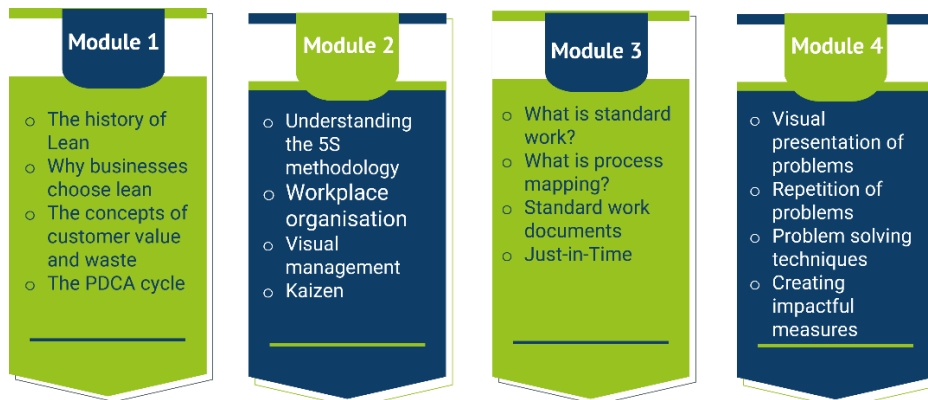 Module 1
○ The history of
Lean
○ Why businesses
choose lean
○ The concepts of
customer value
and waste
○ The PDCA cycle
Module 2
○ Understanding
the 5S
methodology
○ Workplace
organisation
○ Visual
management
○ Kaizen
Module 3
○ What is standard
work?
○ What is process
mapping?
○ Standard work
documents
○ Just-in-Time
Module 4
○ Visual
presentation of
problems
○ Repetition of
problems
○ Problem solving
techniques
○ Creating
impactful
measures